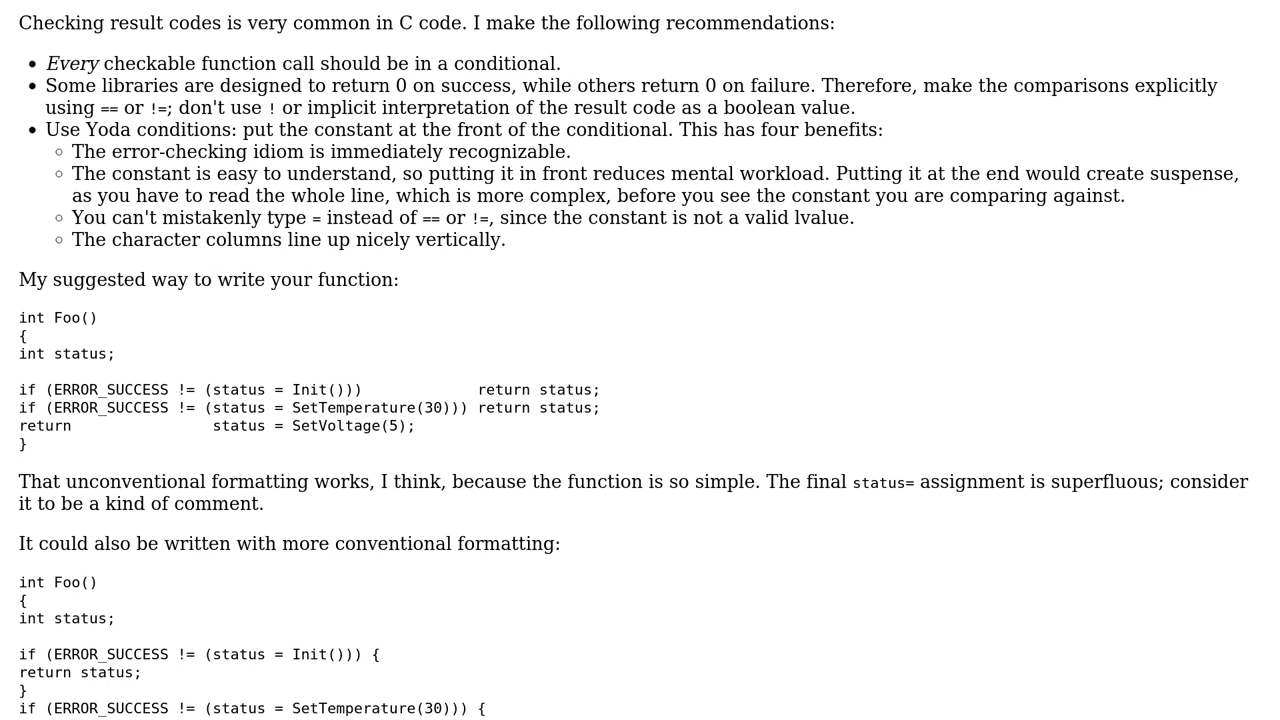 Checking result codes is very common in C code. I make the following recommendations:
• Every checkable function call should be in a conditional.
• Some libraries are designed to return 0 on success, while others return 0 on failure. Therefore, make the comparisons explicitly
using == or !=; don't use ! or implicit interpretation of the result code as a boolean value.
• Use Yoda conditions: put the constant at the front of the conditional. This has four benefits:
◦ The error-checking idiom is immediately recognizable.
◦ The constant is easy to understand, so putting it in front reduces mental workload. Putting it at the end would create suspense,
as you have to read the whole line, which is more complex, before you see the constant you are comparing against.
◦ You can't mistakenly type = instead of == or !=, since the constant is not a valid lvalue.
◦ The character columns line up nicely vertically.
My suggested way to write your function:
int Foo()
{
int status;
if (ERROR_SUCCESS != (status = Init()))             return status;
if (ERROR_SUCCESS != (status = SetTemperature(30))) return status;
return                status = SetVoltage(5);
}
That unconventional formatting works, I think, because the function is so simple. The final status= assignment is superfluous; consider
it to be a kind of comment.
It could also be written with more conventional formatting:
int Foo()
{
int status;
if (ERROR_SUCCESS != (status = Init())) {
return status;
}
if (ERROR_SUCCESS != (status = SetTemperature(30))) {